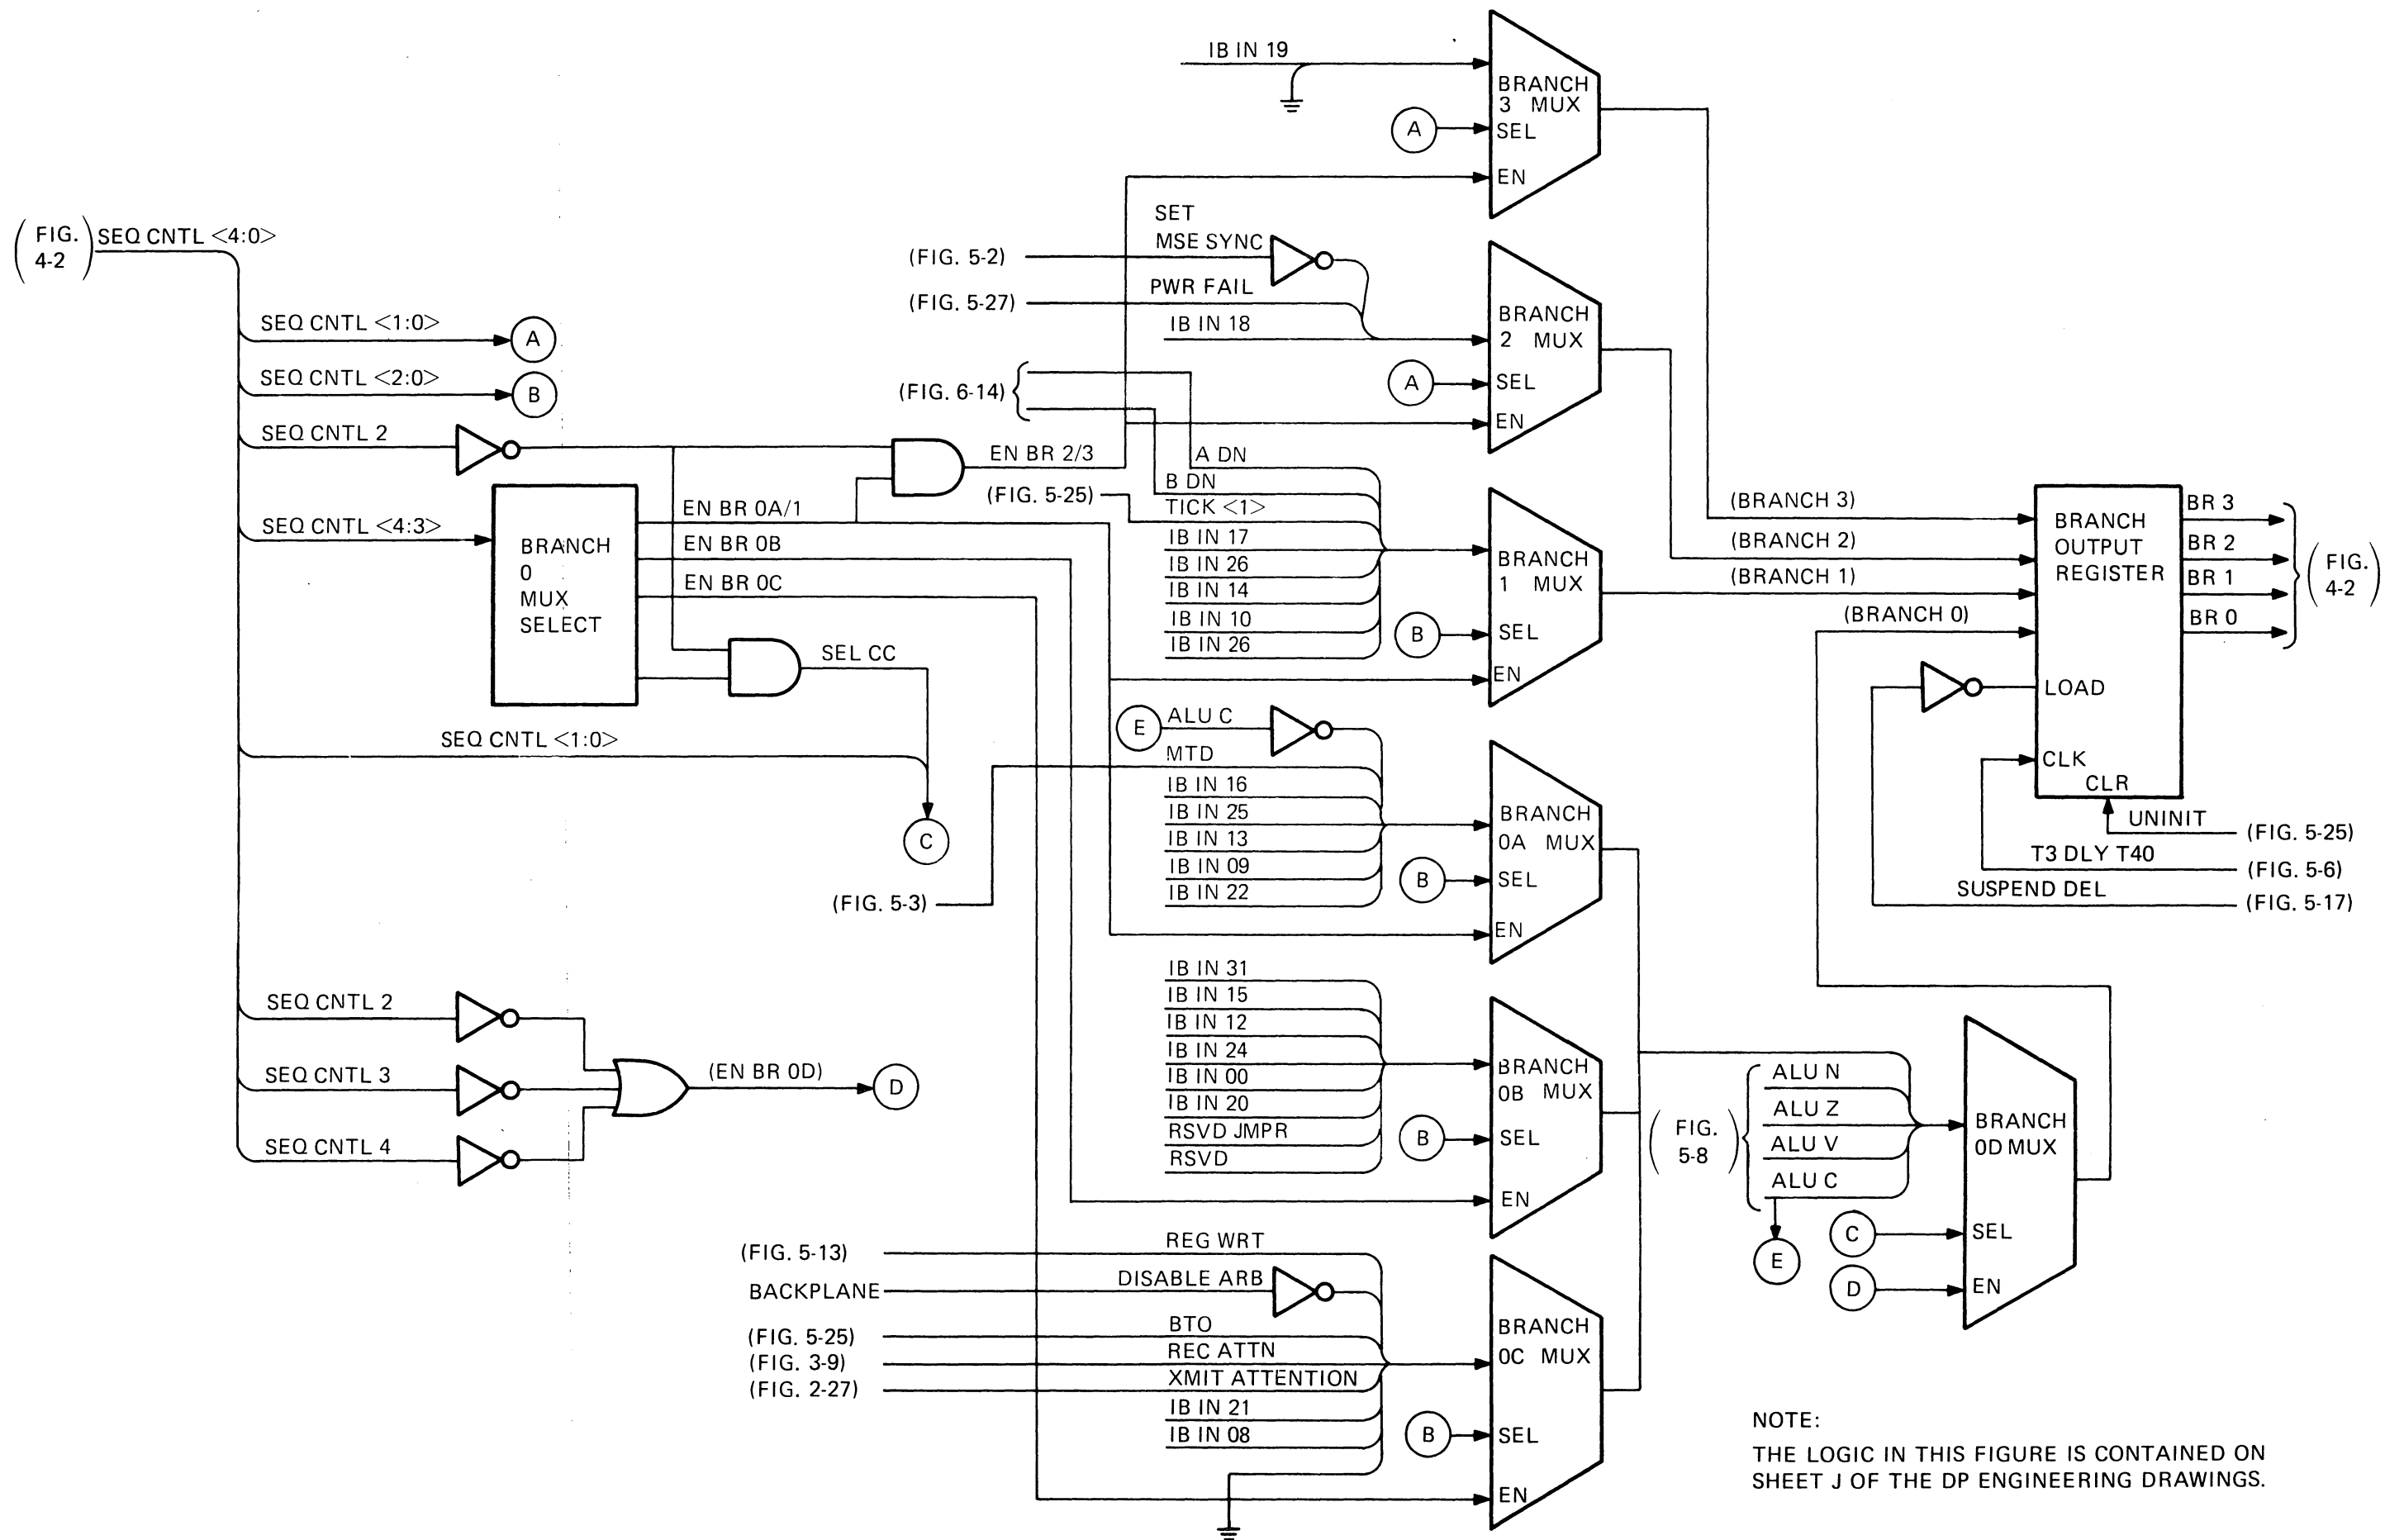 IB IN 19
BRANCH
3 MUX
A
SEL
EN
SET
MSE SYNC
(FIG. 5-2)
(FIG. 5-27)
PWR FAIL
IB IN 18
BRANCH
2 MUX
A
SEL
EN
(FIG. 4-2)
SEQ CNTL <4:0>
SEQ CNTL <1:0>
A
SEQ CNTL <2:0>
B
SEQ CNTL 2
SEQ CNTL <4:3>
BRANCH
0
MUX
SELECT
EN BR 0A/1
EN BR 0B
EN BR 0C
EN BR 2/3
SEL CC
SEQ CNTL <1:0>
C
(FIG. 6-14)
A DN
B DN
(FIG. 5-25)
TICK <1>
IB IN 17
IB IN 26
IB IN 14
IB IN 10
IB IN 26
BRANCH
1 MUX
B
SEL
EN
E
ALU C
MTD
IB IN 16
IB IN 25
IB IN 13
IB IN 09
IB IN 22
(FIG. 5-3)
BRANCH
0A MUX
B
SEL
EN
SEQ CNTL 2
SEQ CNTL 3
SEQ CNTL 4
(EN BR 0D)
D
IB IN 31
IB IN 15
IB IN 12
IB IN 24
IB IN 00
IB IN 20
RSVD JMPR
RSVD
BRANCH
0B MUX
B
SEL
EN
(FIG. 5-13)
REG WRT
BACKPLANE
DISABLE ARB
(FIG. 5-25)
BTO
(FIG. 3-9)
REC ATTN
(FIG. 2-27)
XMIT ATTENTION
IB IN 21
IB IN 08
BRANCH
0C MUX
B
SEL
EN
(FIG. 5-8)
ALU N
ALU Z
ALU V
ALU C
E
BRANCH
0D MUX
C
SEL
D
EN
(BRANCH 3)
(BRANCH 2)
(BRANCH 1)
(BRANCH 0)
BRANCH
OUTPUT
REGISTER
LOAD
CLK
CLR
BR 3
BR 2
BR 1
BR 0
(FIG. 4-2)
UNINIT
(FIG. 5-25)
T3 DLY T40
(FIG. 5-6)
SUSPEND DEL
(FIG. 5-17)
NOTE:
THE LOGIC IN THIS FIGURE IS CONTAINED ON
SHEET J OF THE DP ENGINEERING DRAWINGS.